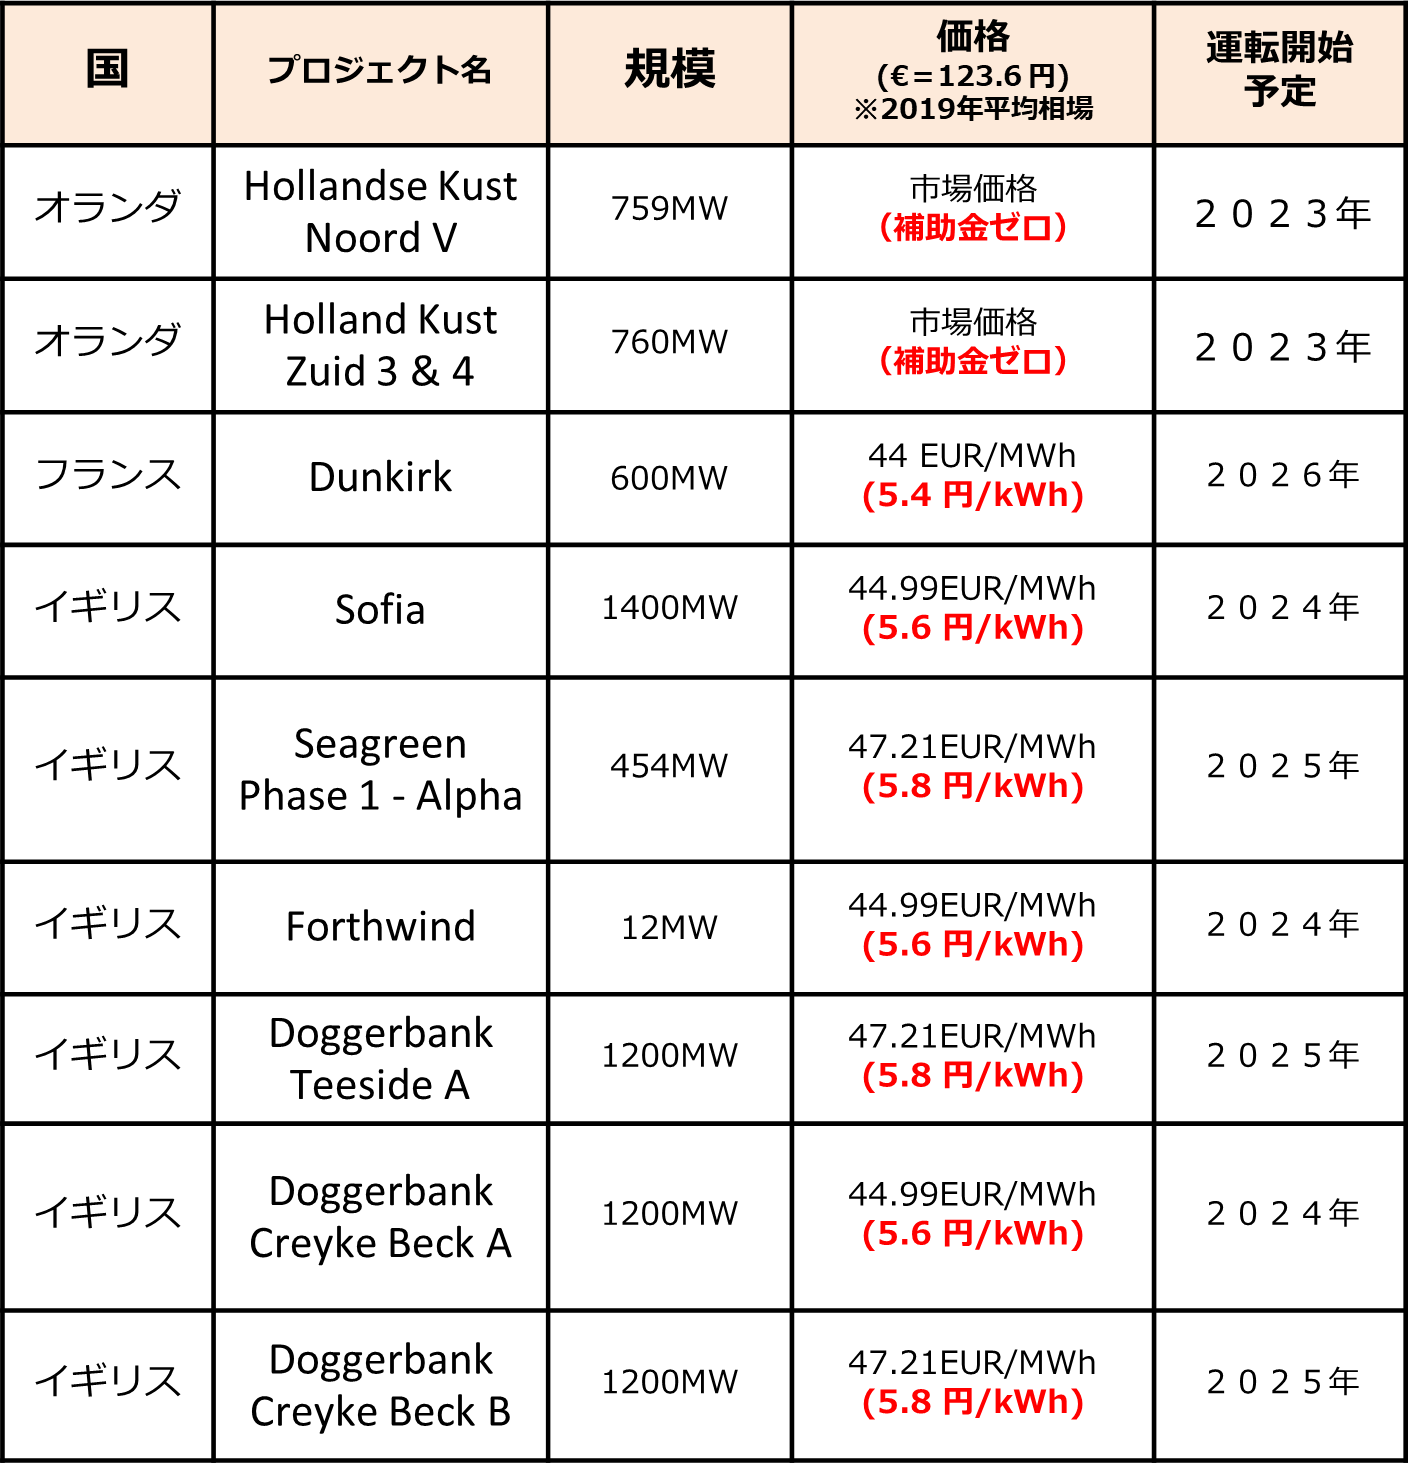 国
プロジェクト名
規模
価格
(€＝123.6 円)
※2019年平均相場
運転開始
予定
オランダ
Hollandse Kust
Noord V
759MW
市場価格
(補助金ゼロ)
２０２３年
オランダ
Holland Kust
Zuid 3 & 4
760MW
市場価格
(補助金ゼロ)
２０２３年
フランス
Dunkirk
600MW
44 EUR/MWh
(5.4 円/kWh)
２０２６年
イギリス
Sofia
1400MW
44.99EUR/MWh
(5.6 円/kWh)
２０２４年
イギリス
Seagreen
Phase 1 - Alpha
454MW
47.21EUR/MWh
(5.8 円/kWh)
２０２５年
イギリス
Forthwind
12MW
44.99EUR/MWh
(5.6 円/kWh)
２０２４年
イギリス
Doggerbank
Teeside A
1200MW
47.21EUR/MWh
(5.8 円/kWh)
２０２５年
イギリス
Doggerbank
Creyke Beck A
1200MW
44.99EUR/MWh
(5.6 円/kWh)
２０２４年
イギリス
Doggerbank
Creyke Beck B
1200MW
47.21EUR/MWh
(5.8 円/kWh)
２０２５年